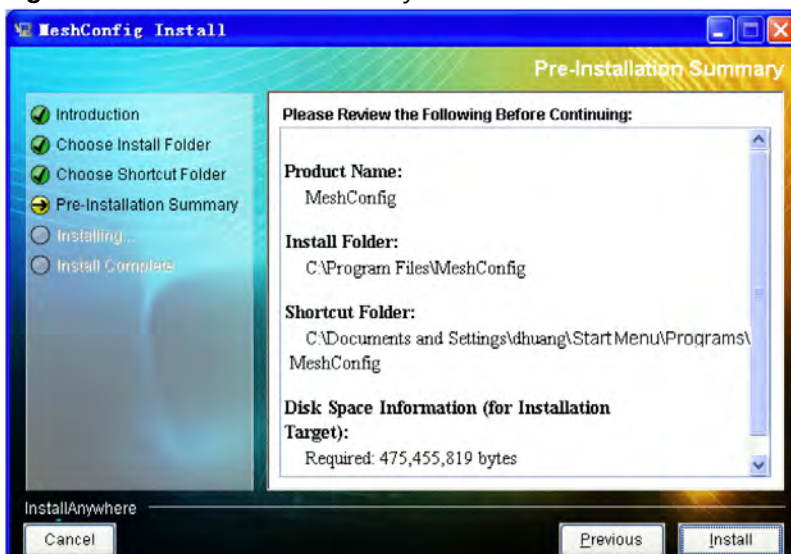 MeshConfig Install
Pre-Installation Summary
Introduction
Choose Install Folder
Choose Shortcut Folder
Pre-Installation Summary
Installing...
Install Complete
Please Review the Following Before Continuing:
Product Name:
MeshConfig
Install Folder:
C:\Program Files\MeshConfig
Shortcut Folder:
C:\Documents and Settings\dhuang\Start Menu\Programs\
MeshConfig
Disk Space Information (for Installation
Target):
Required: 475,455,819 bytes
InstallAnywhere
Cancel
Previous
Install